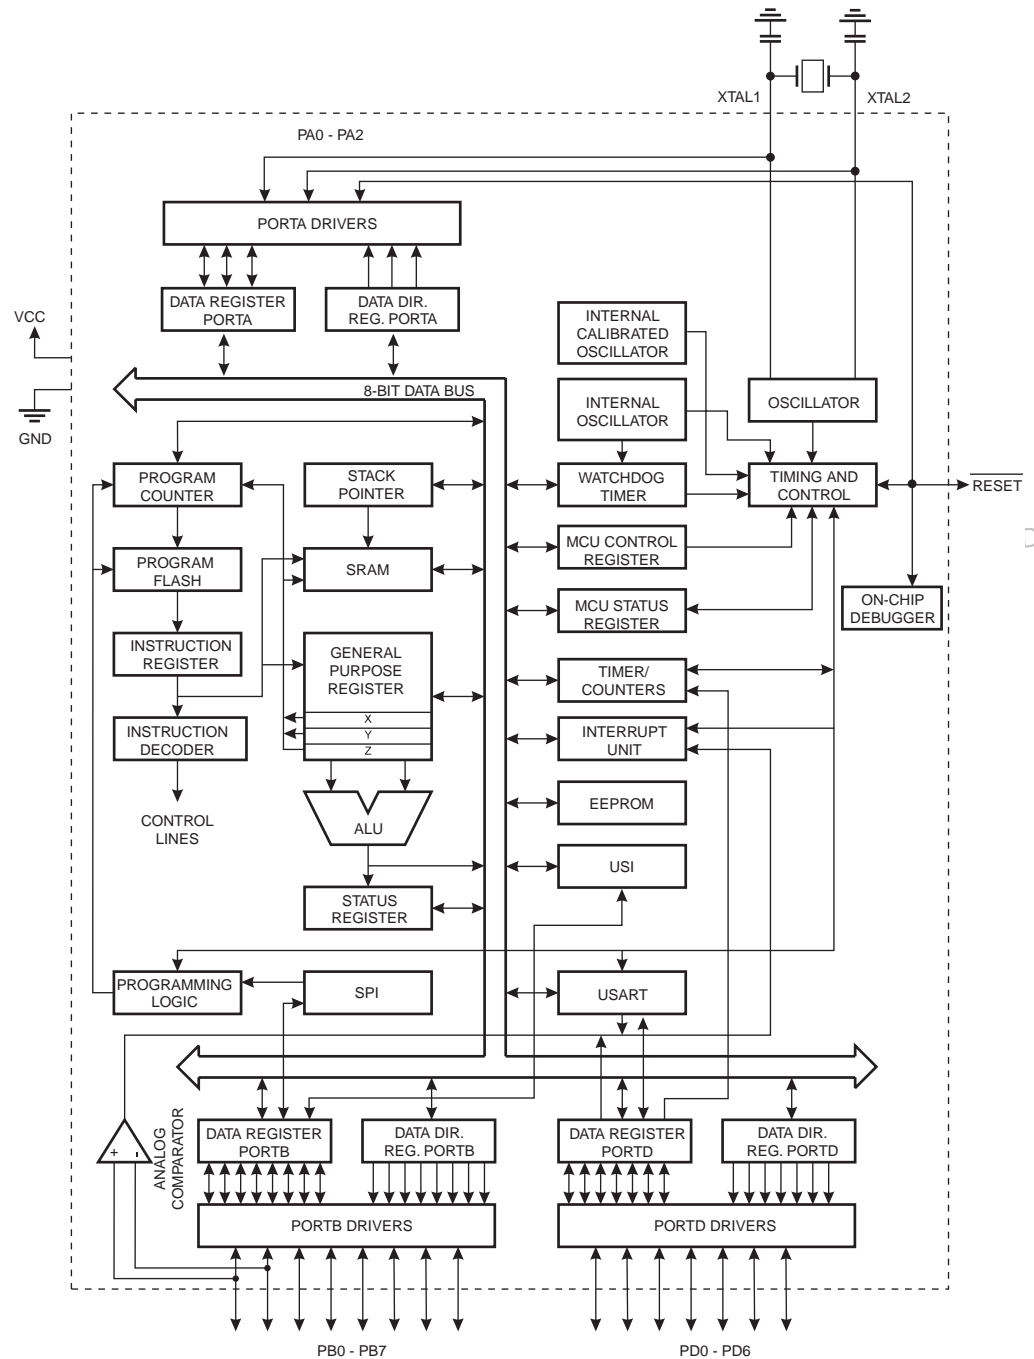 XTAL1
XTAL2
PA0 - PA2
PORTA DRIVERS
DATA REGISTER
PORTA
DATA DIR.
REG. PORTA
VCC
GND
8-BIT DATA BUS
INTERNAL
CALIBRATED
OSCILLATOR
INTERNAL
OSCILLATOR
OSCILLATOR
PROGRAM
COUNTER
STACK
POINTER
WATCHDOG
TIMER
TIMING AND
CONTROL
RESET
PROGRAM
FLASH
SRAM
MCU CONTROL
REGISTER
MCU STATUS
REGISTER
ON-CHIP
DEBUGGER
INSTRUCTION
REGISTER
GENERAL
PURPOSE
REGISTER
X
Y
Z
TIMER/
COUNTERS
INSTRUCTION
DECODER
INTERRUPT
UNIT
CONTROL
LINES
ALU
EEPROM
USI
STATUS
REGISTER
PROGRAMMING
LOGIC
SPI
USART
ANALOG
COMPARATOR
+
-
DATA REGISTER
PORTB
DATA DIR.
REG. PORTB
DATA REGISTER
PORTD
DATA DIR.
REG. PORTD
PORTB DRIVERS
PORTD DRIVERS
PB0 - PB7
PD0 - PD6